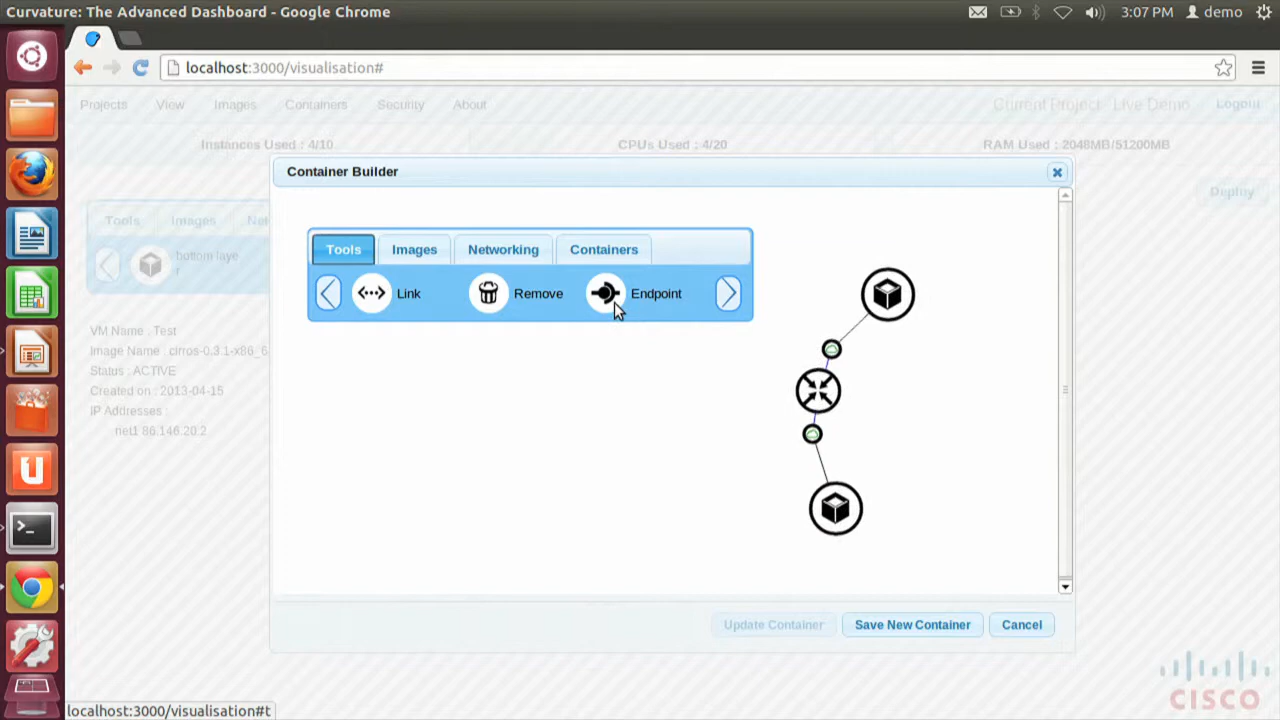 Curvature: The Advanced Dashboard - Google Chrome
3:07 PM
demo
localhost:3000/visualisation#
Projects
View
Images
Containers
Security
About
Current Project : Live Demo
Logout
Instances Used : 4/10
CPUs Used : 4/20
RAM Used : 2048MB/51200MB
Container Builder
Deploy
Tools
Images
Tools
Images
Networking
Containers
bottom laye
r
Link
Remove
Endpoint
VM Name : Test
Image Name : cirros-0.3.1-x86_6
Status : ACTIVE
Created on : 2013-04-15
IP Addresses :
net1 86.146.20.2
Update Container
Save New Container
Cancel
CISCO
localhost:3000/visualisation#t